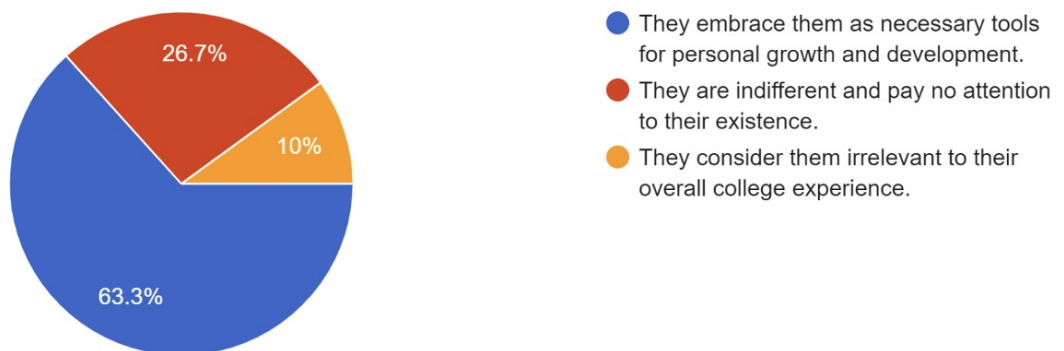 26.7%
10%
63.3%
They embrace them as necessary tools
for personal growth and development.
They are indifferent and pay no attention
to their existence.
They consider them irrelevant to their
overall college experience.